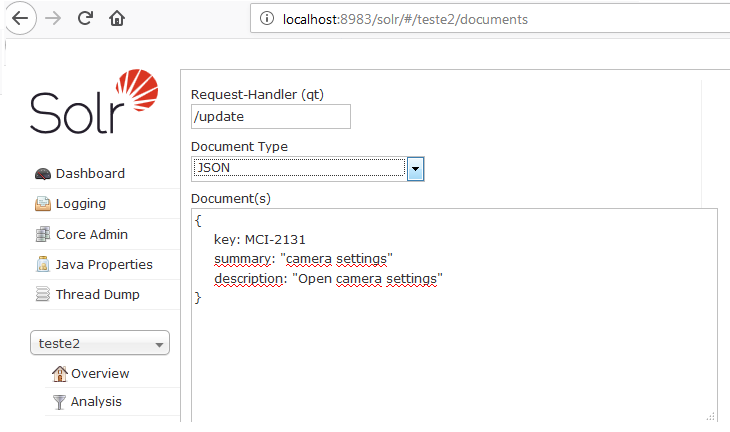 localhost:8983/solr/#/teste2/documents
Solr
Dashboard
Logging
Core Admin
Java Properties
Thread Dump
teste2
Overview
Analysis
Request-Handler (qt)
/update
Document Type
JSON
Document(s)
{
key: MCI-2131
summary: "camera settings"
description: "Open camera settings"
}